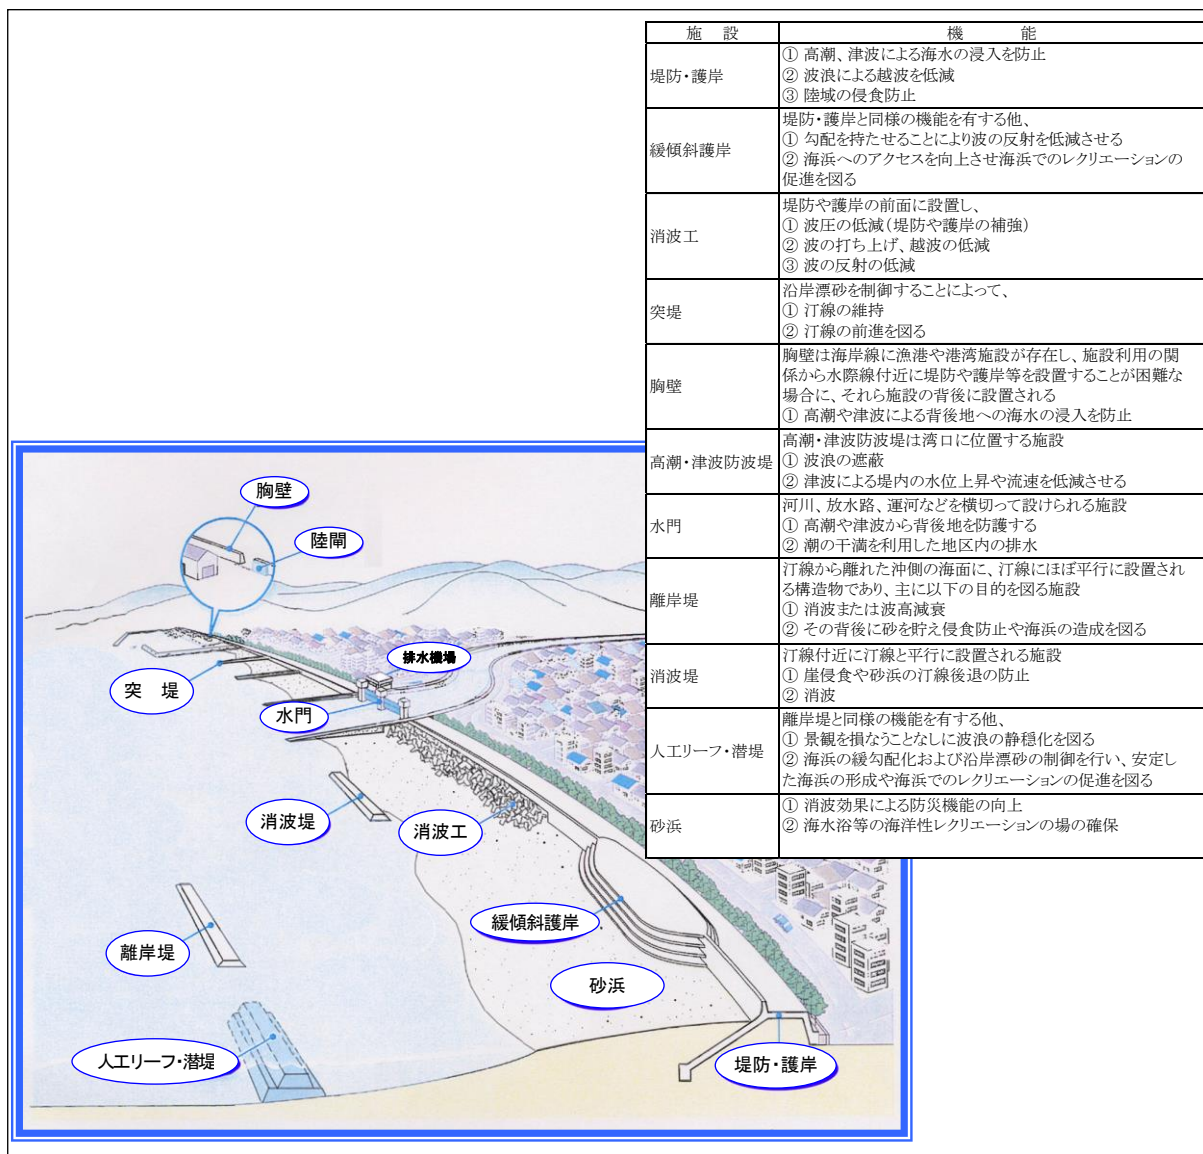 施 設 機 能
堤防・護岸
① 高潮、津波による海水の浸入を防止
② 波浪による越波を低減
③ 陸域の侵食防止
緩傾斜護岸
堤防・護岸と同様の機能を有する他、
① 勾配を持たせることにより波の反射を低減させる
② 海浜へのアクセスを向上させ海浜でのレクリエーションの
促進を図る
消波工
堤防や護岸の前面に設置し、
① 波圧の低減(堤防や護岸の補強)
② 波の打ち上げ、越波の低減
③ 波の反射の低減
突堤
沿岸漂砂を制御することによって、
① 汀線の維持
② 汀線の前進を図る
胸壁
胸壁は海岸線に漁港や港湾施設が存在し、施設利用の関
係から水際線付近に堤防や護岸等を設置することが困難な
場合に、それら施設の背後に設置される
① 高潮や津波による背後地への海水の浸入を防止
高潮・津波防波堤
高潮・津波防波堤は湾口に位置する施設
① 波浪の遮蔽
② 津波による堤内の水位上昇や流速を低減させる
水門
河川、放水路、運河などを横切って設けられる施設
① 高潮や津波から背後地を防護する
② 潮の干満を利用した地区内の排水
離岸堤
汀線から離れた沖側の海面に、汀線にほぼ平行に設置され
る構造物であり、主に以下の目的を図る施設
① 消波または波高減衰
② その背後に砂を貯え侵食防止や海浜の造成を図る
消波堤
汀線付近に汀線と平行に設置される施設
① 崖侵食や砂浜の汀線後退の防止
② 消波
人工リーフ・潜堤
離岸堤と同様の機能を有する他、
① 景観を損なうことなしに波浪の静穏化を図る
② 海浜の緩勾配化および沿岸漂砂の制御を行い、安定し
た海浜の形成や海浜でのレクリエーションの促進を図る
砂浜
① 消波効果による防災機能の向上
② 海水浴等の海洋性レクリエーションの場の確保
胸壁
陸閘
排水機場
突 堤
水門
消波堤
消波工
緩傾斜護岸
離岸堤
砂浜
人工リーフ・潜堤
堤防・護岸